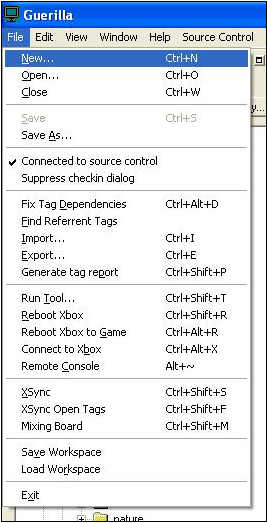 Guerilla
File Edit View Window Help Source Control
New... Ctrl+N
Open... Ctrl+O
Close Ctrl+W
Save Ctrl+S
Save As...
Connected to source control
Suppress checkin dialog
Fix Tag Dependencies Ctrl+Alt+D
Find Referrent Tags
Import... Ctrl+I
Export... Ctrl+E
Generate tag report Ctrl+Shift+P
Run Tool... Ctrl+Shift+T
Reboot Xbox Ctrl+Shift+R
Reboot Xbox to Game Ctrl+Alt+R
Connect to Xbox Ctrl+Alt+X
Remote Console Alt+~
XSync Ctrl+Shift+S
XSync Open Tags Ctrl+Shift+F
Mixing Board Ctrl+Shift+M
Save Workspace
Load Workspace
Exit
nature